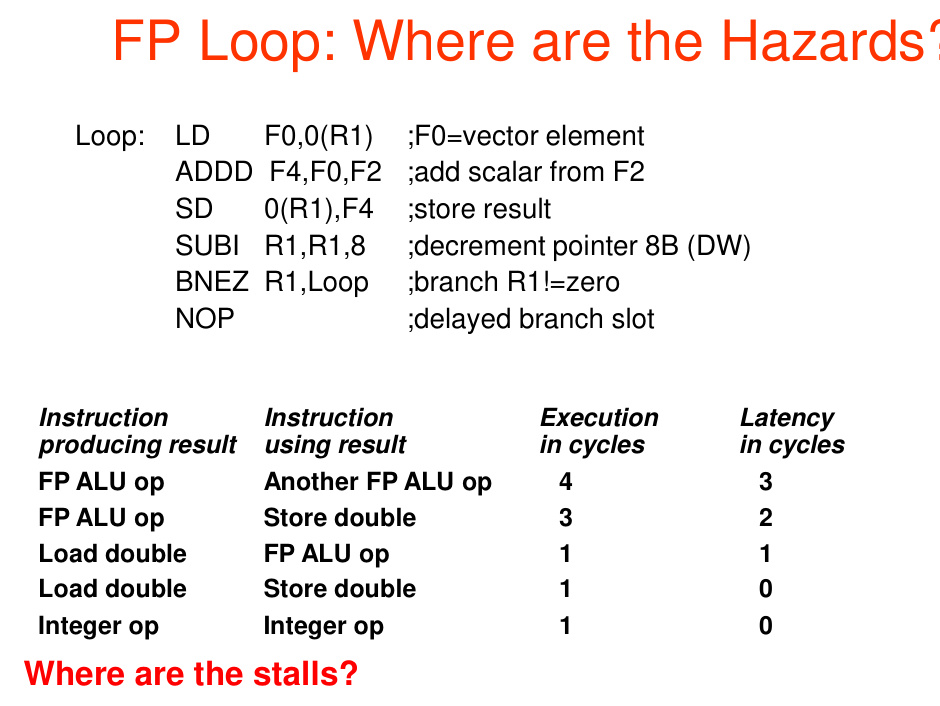 FP Loop: Where are the Hazards?
Loop: LD F0,0(R1) ;F0=vector element
ADDD F4,F0,F2 ;add scalar from F2
SD 0(R1),F4 ;store result
SUBI R1,R1,8 ;decrement pointer 8B (DW)
BNEZ R1,Loop ;branch R1!=zero
NOP ;delayed branch slot
Instruction Instruction Execution Latency
producing result using result in cycles in cycles
FP ALU op Another FP ALU op 4 3
FP ALU op Store double 3 2
Load double FP ALU op 1 1
Load double Store double 1 0
Integer op Integer op 1 0
Where are the stalls?